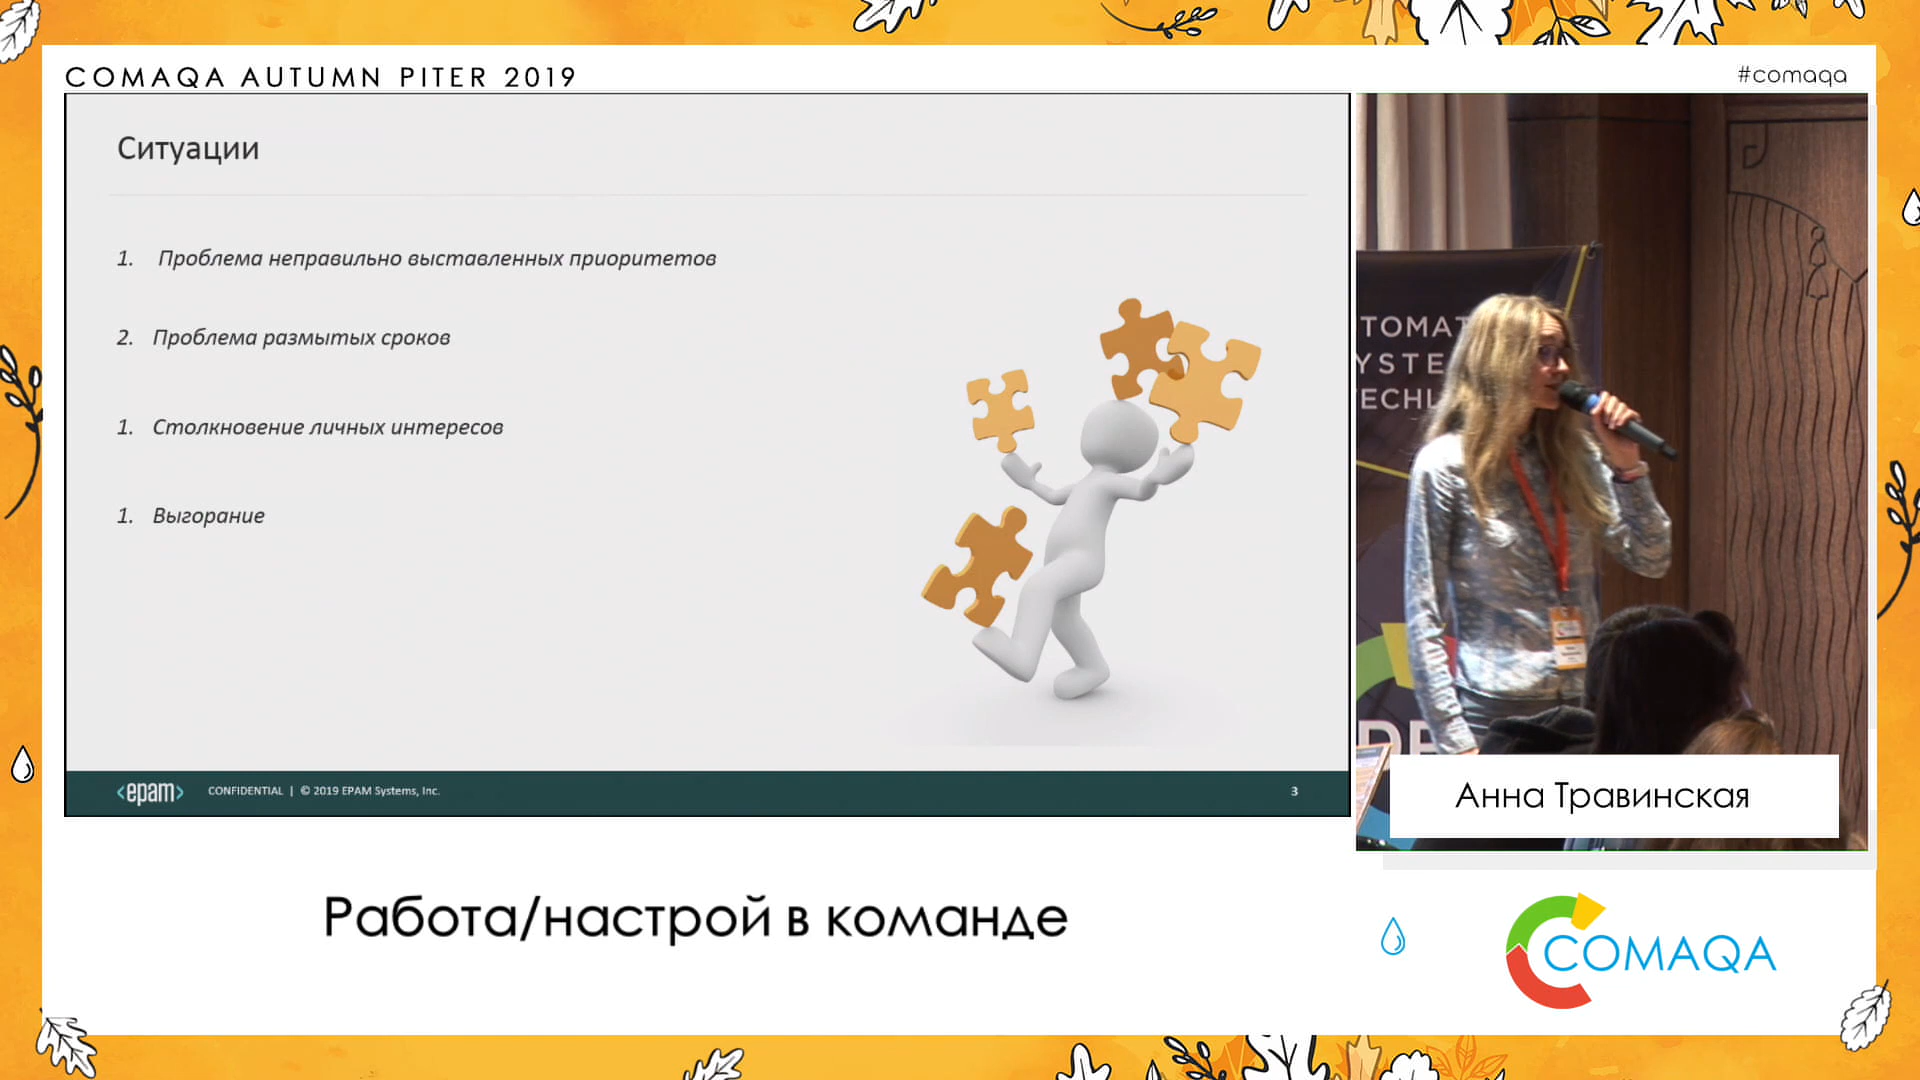 COMAQA AUTUMN PITER 2019
#comaqa
Ситуации
1. Проблема неправильно выставленных приоритетов
2. Проблема размытых сроков
1. Столкновение личных интересов
1. Выгорание
<epam>
CONFIDENTIAL | © 2019 EPAM Systems, Inc.
3
Анна Травинская
Работа/настрой в команде
COMAQA